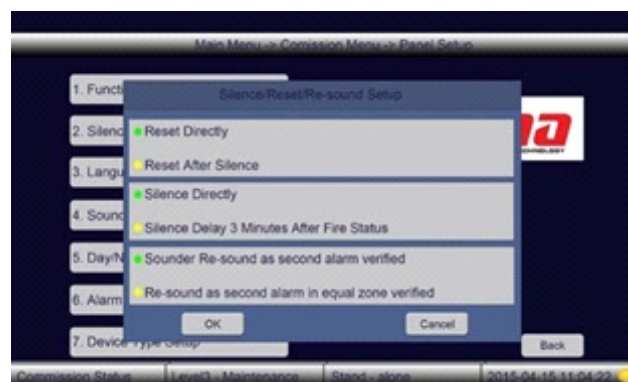 Main Menu -> Comission Menu -> Panel Setup
1. Functi
Silence/Reset/Re-sound Setup
2. Silenc
Reset Directly
Reset After Silence
3. Langu
Silence Directly
4. Sound
Silence Delay 3 Minutes After Fire Status
5. Day/N
Sounder Re-sound as second alarm verified
6. Alarm
Re-sound as second alarm in equal zone verified
OK Cancel
7. Device Type Setup
Back
Commission Status Level3 - Maintenance Stand - alone 2015-04-15 11:04:22